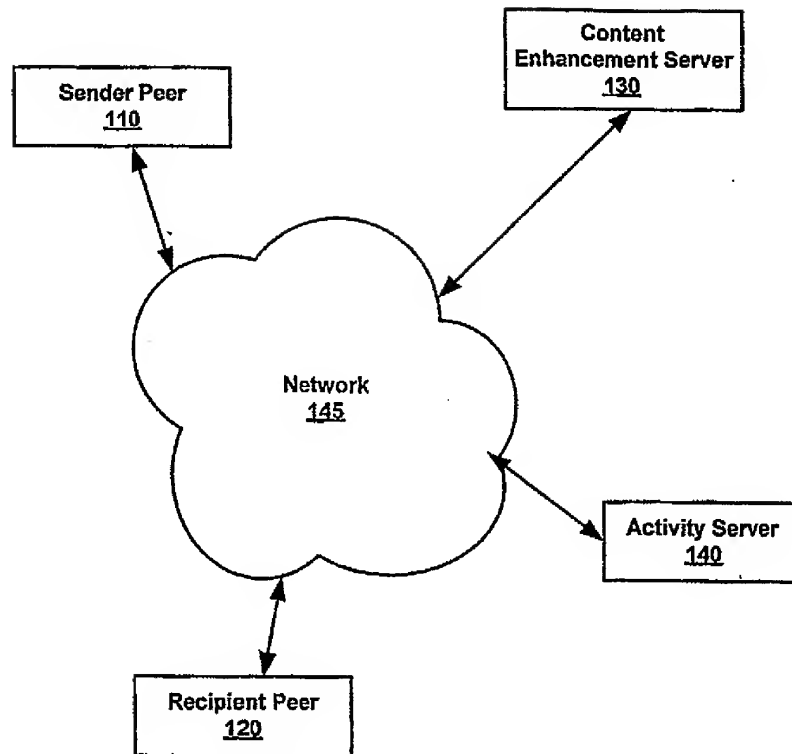 Content
Enhancement Server
130
Sender Peer
110
Network
145
Activity Server
140
Recipient Peer
120